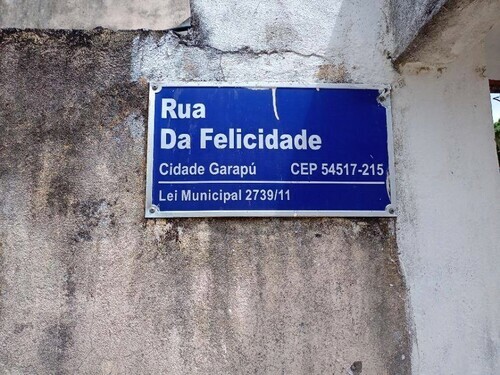 Rua
Da Felicidade
Cidade Garapú CEP 54517-215
Lei Municipal 2739/11